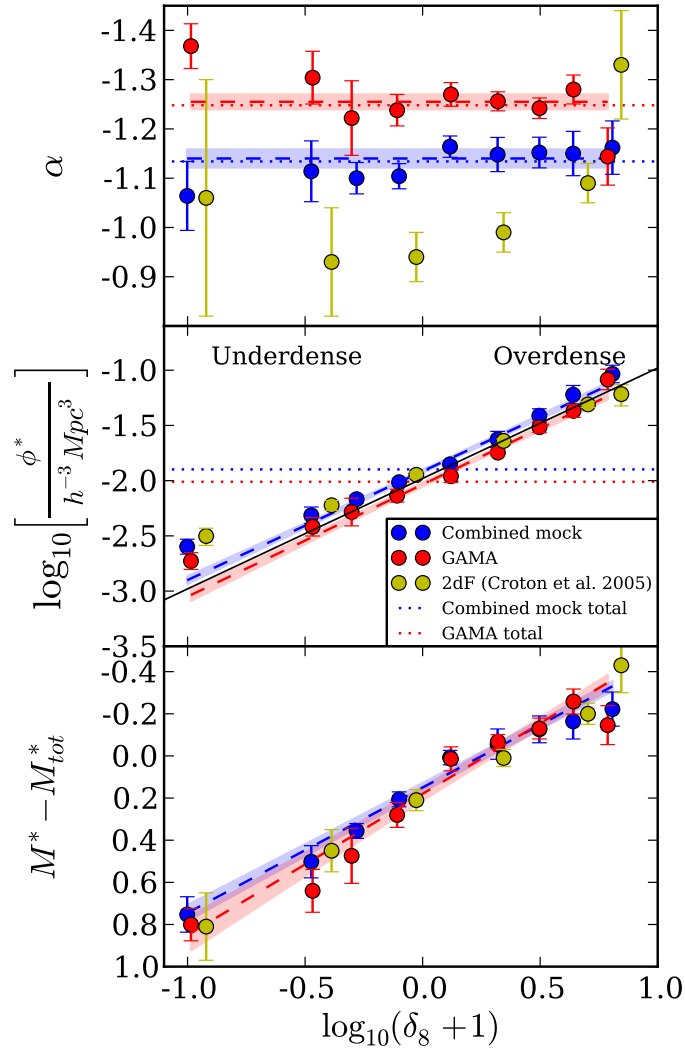 -1.4
-1.3
-1.2
-1.1
-1.0
-0.9
α
Underdense Overdense
-1.0
-1.5
-2.0
-2.5
-3.0
-3.5
log₁₀[ϕ* / h⁻³ Mpc³]
Combined mock
GAMA
2dF (Croton et al. 2005)
Combined mock total
GAMA total
-0.4
-0.2
0.0
0.2
0.4
0.6
0.8
1.0
M* − M*ₜₒₜ
-1.0 -0.5 0.0 0.5 1.0
log₁₀(δ₈ +1)